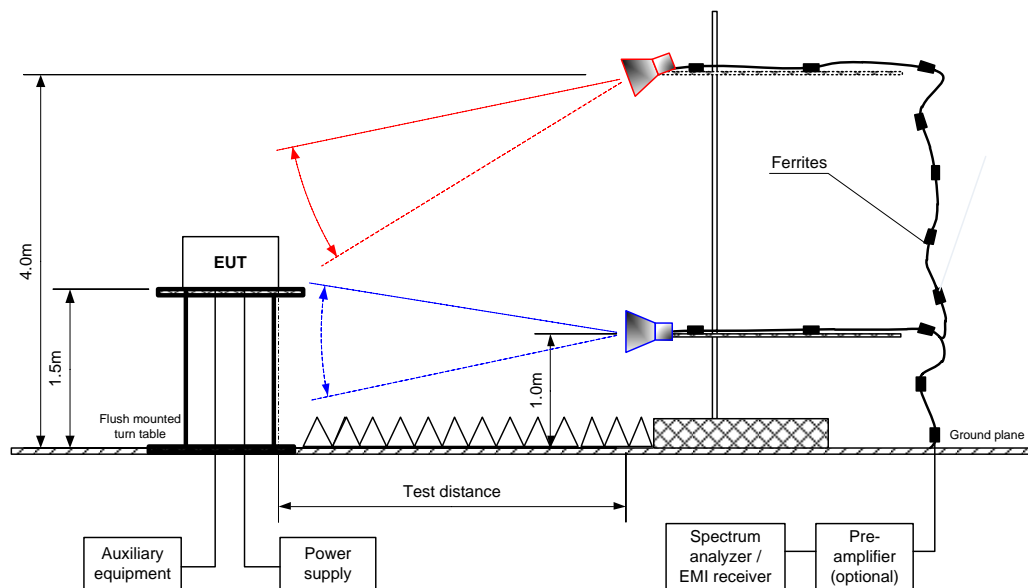 4.0m
Ferrites
EUT
1.5m
1.0m
Flush mounted
turn table
Ground plane
Test distance
Auxiliary
equipment
Power
supply
Spectrum
analyzer /
EMI receiver
Pre-
amplifier
(optional)